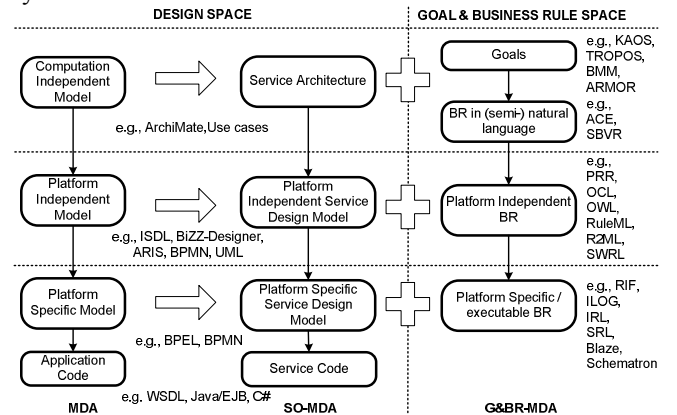 DESIGN SPACE
GOAL & BUSINESS RULE SPACE
Computation
Independent
Model
Service Architecture
Goals
e.g., KAOS,
TROPOS,
BMM,
ARMOR
e.g., ArchiMate,Use cases
BR in (semi-) natural
language
e.g.,
ACE,
SBVR
Platform
Independent
Model
Platform
Independent Service
Design Model
Platform Independent
BR
e.g.,
PRR,
OCL,
OWL,
RuleML,
R2ML,
SWRL
e.g., ISDL, BiZZ-Designer,
ARIS, BPMN, UML
Platform
Specific Model
Platform Specific
Service Design
Model
Platform Specific /
executable BR
e.g., RIF,
ILOG,
IRL,
SRL,
Blaze,
Schematron
e.g., BPEL, BPMN
Application
Code
Service Code
e.g. WSDL, Java/EJB, C#
MDA
SO-MDA
G&BR-MDA